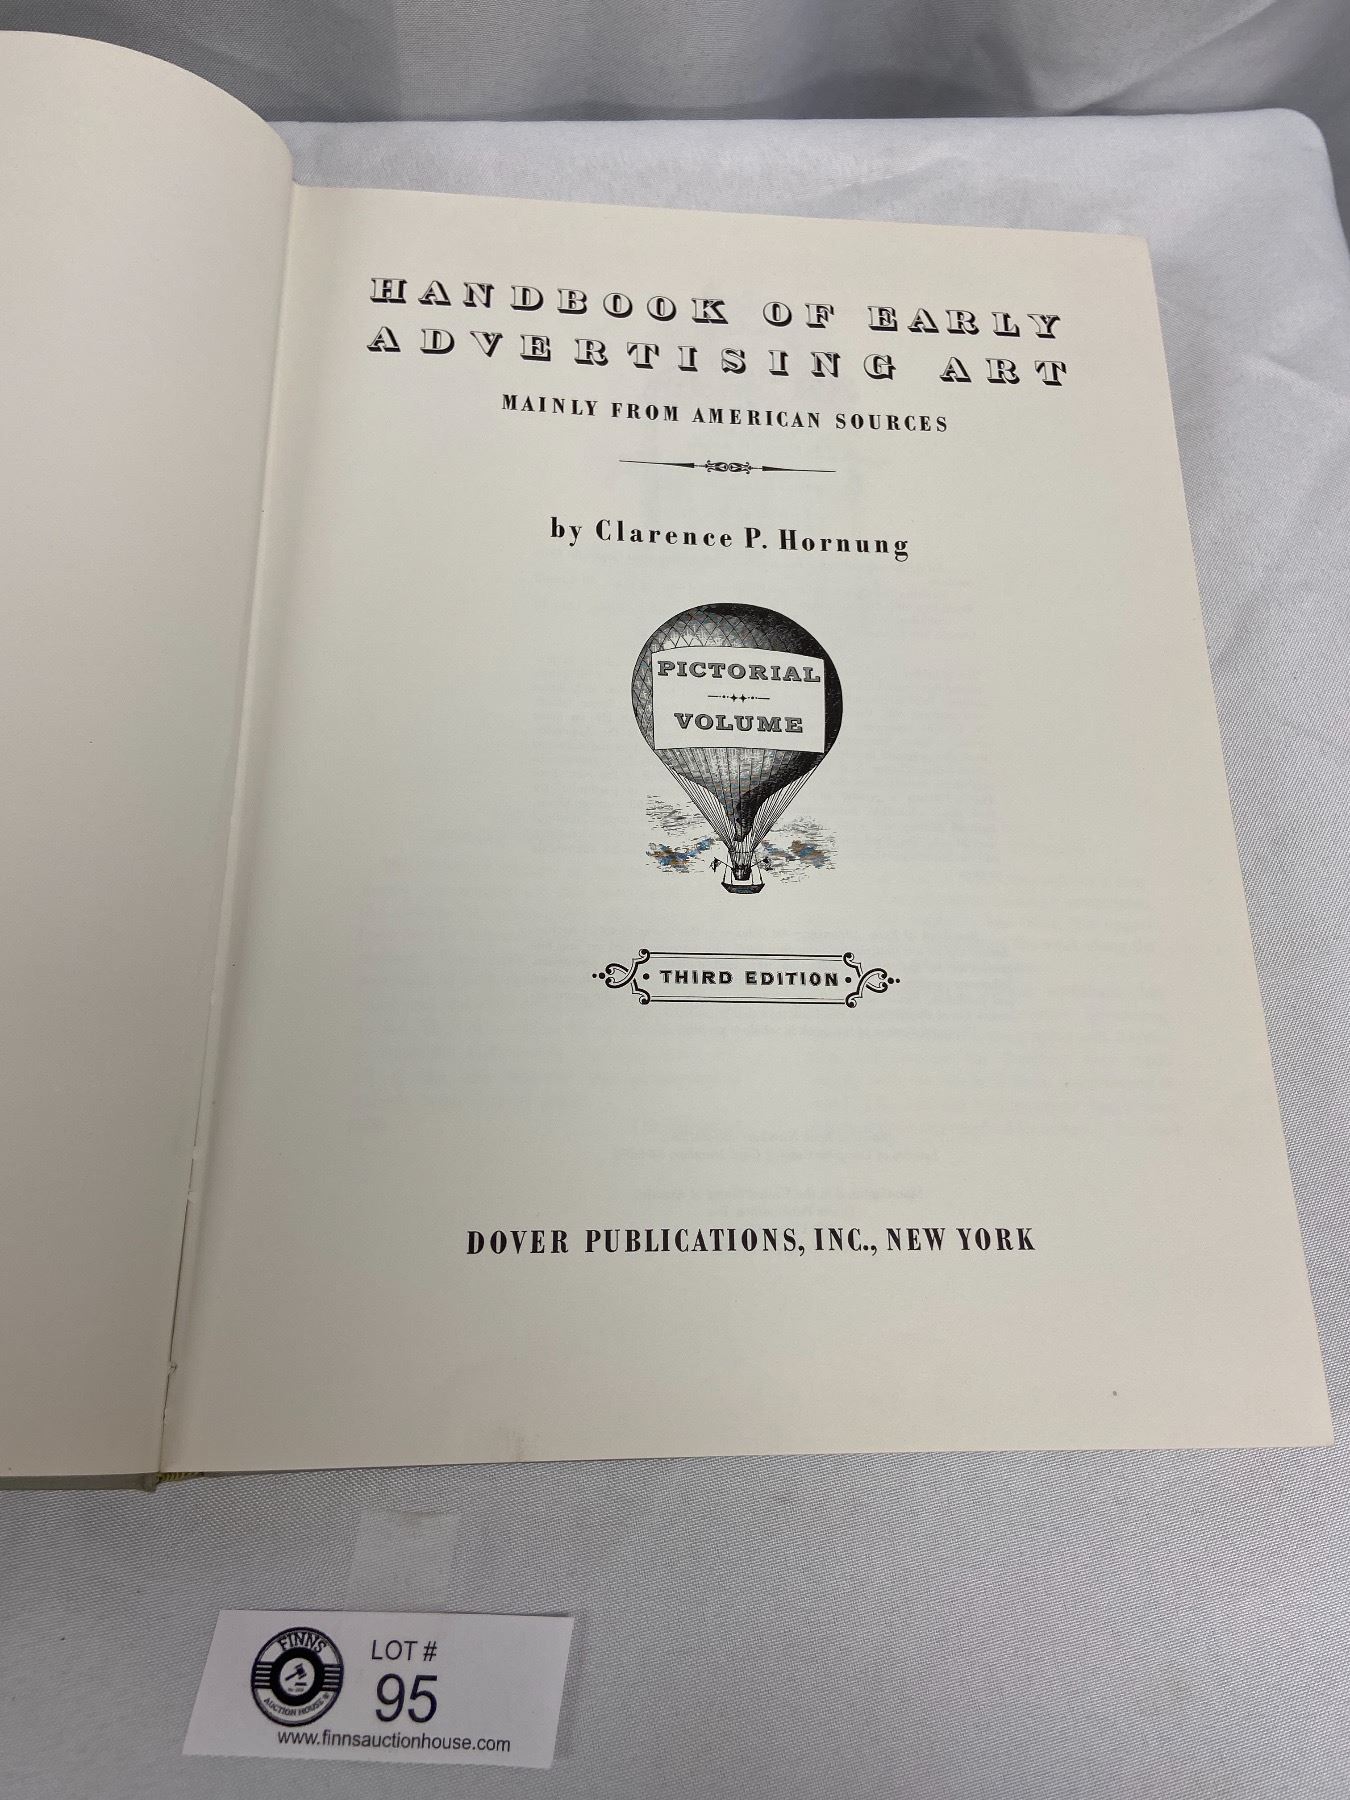 HANDBOOK OF EARLY
ADVERTISING ART
MAINLY FROM AMERICAN SOURCES
by Clarence P. Hornung
PICTORIAL
VOLUME
THIRD EDITION
DOVER PUBLICATIONS, INC., NEW YORK
FINNS
AUCTION HOUSE
LOT #
95
www.finnsauctionhouse.com